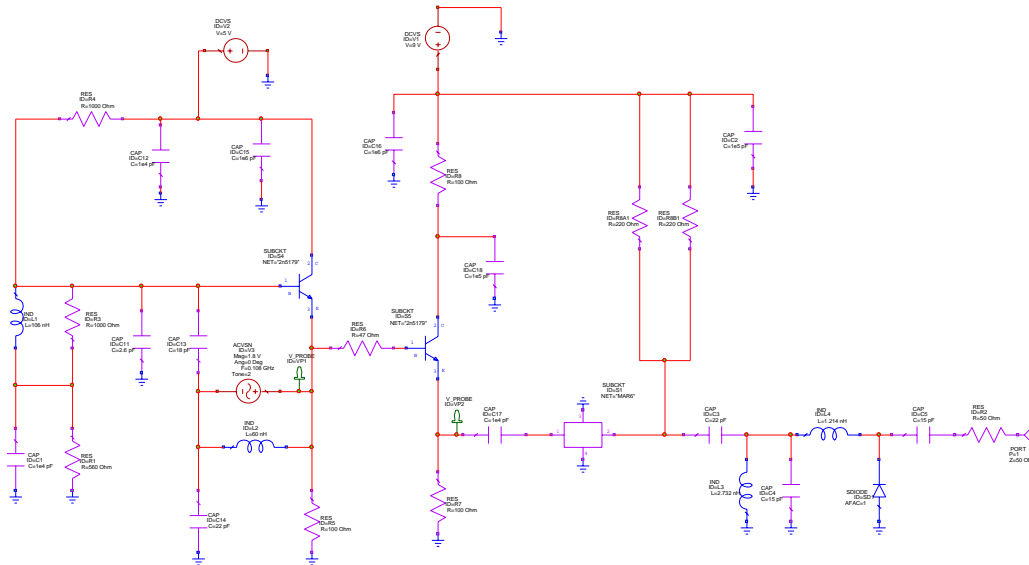 DCVS
ID=V2
V=5 V
DCVS
ID=V1
V=9 V
RES
ID=R4
R=1000 Ohm
CAP
ID=C12
C=1e4 pF
CAP
ID=C15
C=1e6 pF
CAP
ID=C16
C=1e6 pF
RES
ID=R8
R=100 Ohm
CAP
ID=C2
C=1e5 pF
RES
ID=R8A1
R=220 Ohm
RES
ID=R8B1
R=220 Ohm
SUBCKT
ID=S4
NET="2n5179"
CAP
ID=C18
C=1e5 pF
IND
ID=L1
L=106 nH
RES
ID=R3
R=1000 Ohm
CAP
ID=C11
C=2.6 pF
CAP
ID=C13
C=18 pF
ACVSN
ID=V3
Mag=1.8 V
Ang=0 Deg
F=0.108 GHz
Tone=2
V_PROBE
ID=VP1
RES
ID=R6
R=47 Ohm
SUBCKT
ID=S5
NET="2n5179"
V_PROBE
ID=VP2
CAP
ID=C17
C=1e4 pF
SUBCKT
ID=S1
NET="MAR6"
CAP
ID=C3
C=22 pF
IND
ID=L4
L=1.214 nH
CAP
ID=C5
C=15 pF
RES
ID=R2
R=50 Ohm
PORT
P=1
Z=50 O
IND
ID=L2
L=60 nH
CAP
ID=C1
C=1e4 pF
RES
ID=R1
R=560 Ohm
CAP
ID=C14
C=22 pF
RES
ID=R5
R=100 Ohm
RES
ID=R7
R=100 Ohm
IND
ID=L3
L=2.732 nH
CAP
ID=C4
C=15 pF
SDIODE
ID=SD1
AFAC=1